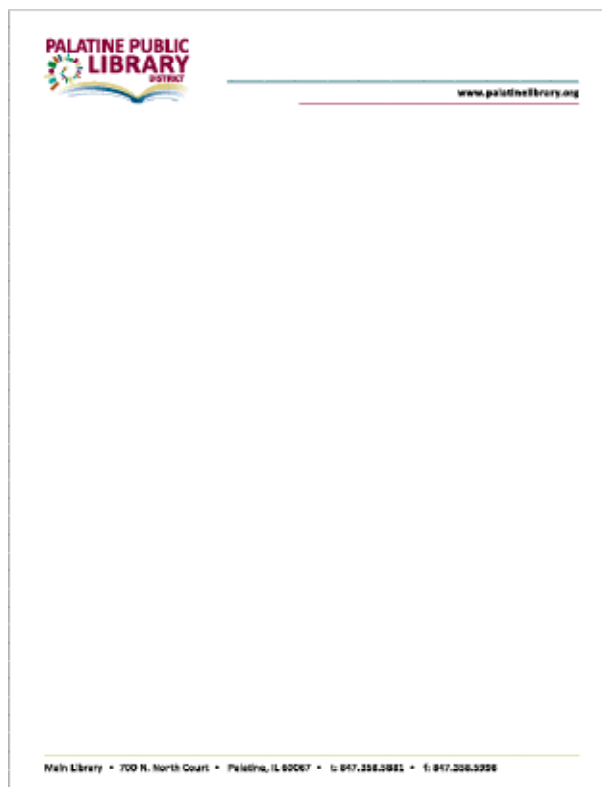 PALATINE PUBLIC
LIBRARY
DISTRICT
www.palatinelibrary.org
Main Library • 700 N. North Court • Palatine, IL 60067 • t: 847.358.5881 • f: 847.358.5998